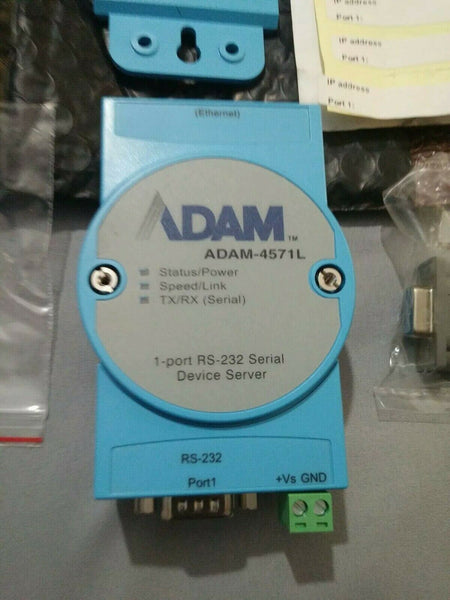 IP address
Port 1:
IP address
Port 1:
IP address
Port 1:
(Ethernet)
ADAM™
ADAM-4571L
Status/Power
Speed/Link
TX/RX (Serial)
1-port RS-232 Serial
Device Server
RS-232
Port1
+Vs GND